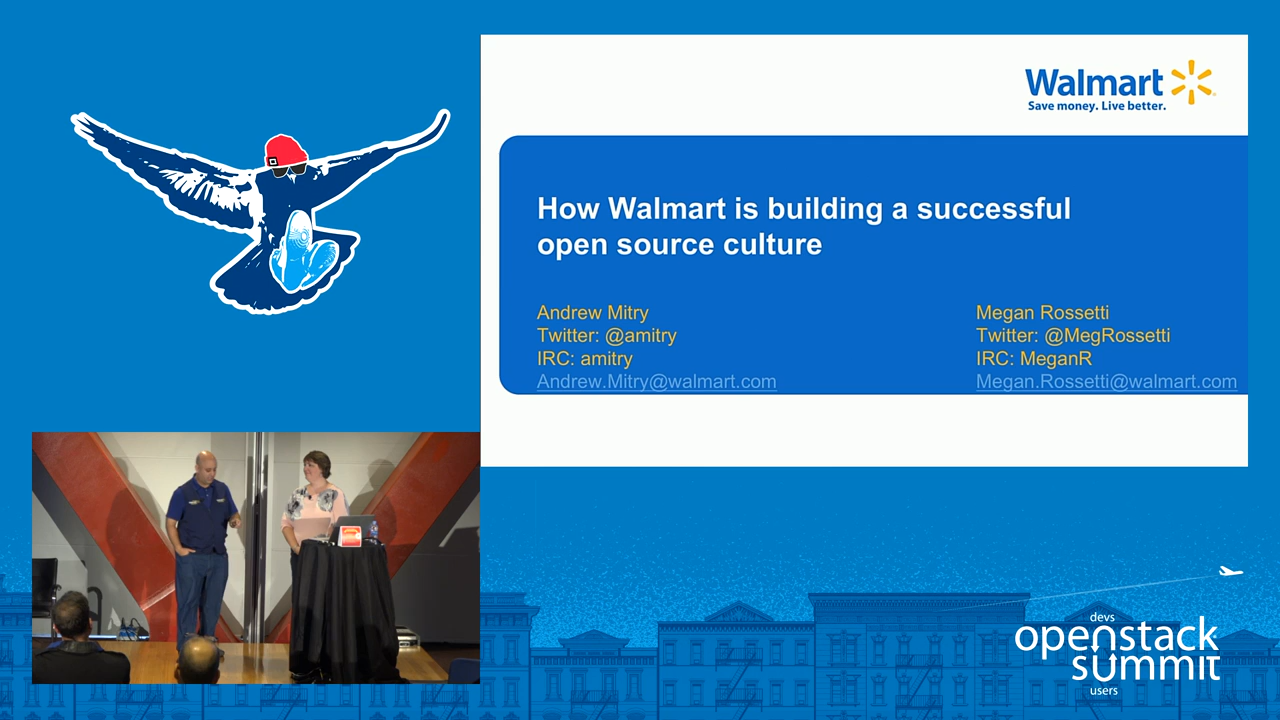 Walmart
Save money. Live better.
How Walmart is building a successful
open source culture
Andrew Mitry
Twitter: @amitry
IRC: amitry
Andrew.Mitry@walmart.com
Megan Rossetti
Twitter: @MegRossetti
IRC: MeganR
Megan.Rossetti@walmart.com
devs
openstack
summit
users